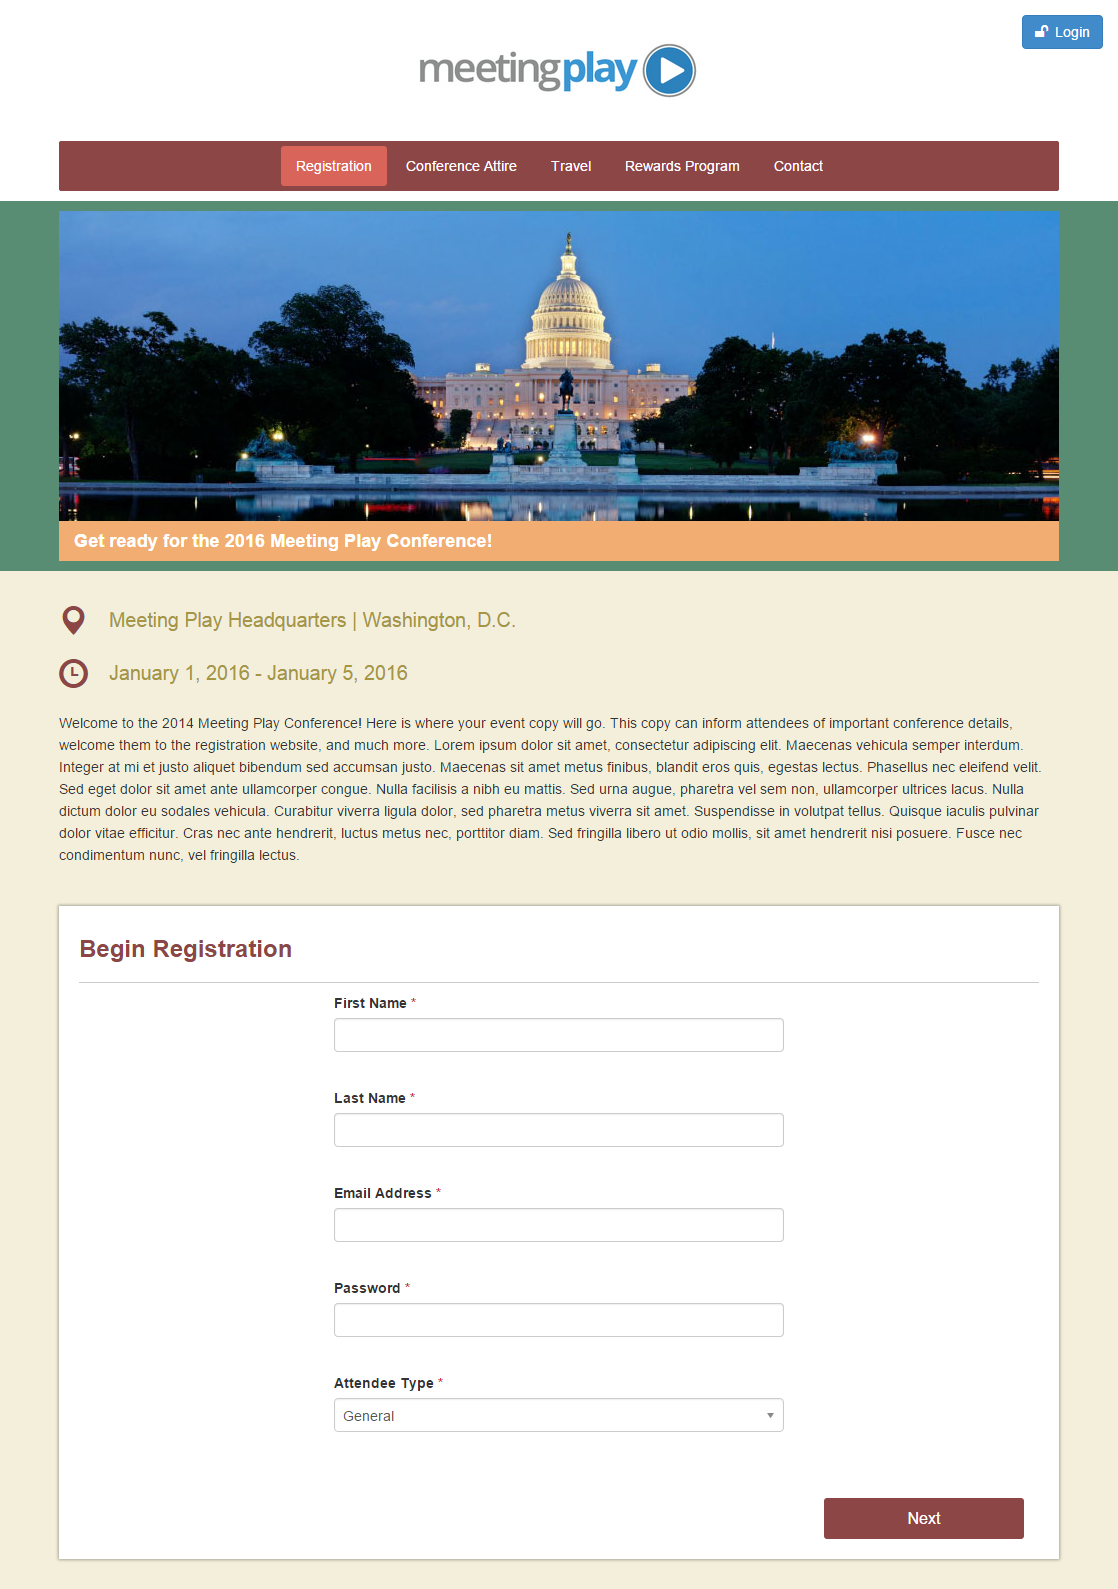 Login
meetingplay
Registration Conference Attire Travel Rewards Program Contact
Get ready for the 2016 Meeting Play Conference!
Meeting Play Headquarters | Washington, D.C.
January 1, 2016 - January 5, 2016
Welcome to the 2014 Meeting Play Conference! Here is where your event copy will go. This copy can inform attendees of important conference details,
welcome them to the registration website, and much more. Lorem ipsum dolor sit amet, consectetur adipiscing elit. Maecenas vehicula semper interdum.
Integer at mi et justo aliquet bibendum sed accumsan justo. Maecenas sit amet metus finibus, blandit eros quis, egestas lectus. Phasellus nec eleifend velit.
Sed eget dolor sit amet ante ullamcorper congue. Nulla facilisis a nibh eu mattis. Sed urna augue, pharetra vel sem non, ullamcorper ultrices lacus. Nulla
dictum dolor eu sodales vehicula. Curabitur viverra ligula dolor, sed pharetra metus viverra sit amet. Suspendisse in volutpat tellus. Quisque iaculis pulvinar
dolor vitae efficitur. Cras nec ante hendrerit, luctus metus nec, porttitor diam. Sed fringilla libero ut odio mollis, sit amet hendrerit nisi posuere. Fusce nec
condimentum nunc, vel fringilla lectus.
Begin Registration
First Name *
Last Name *
Email Address *
Password *
Attendee Type *
General
Next